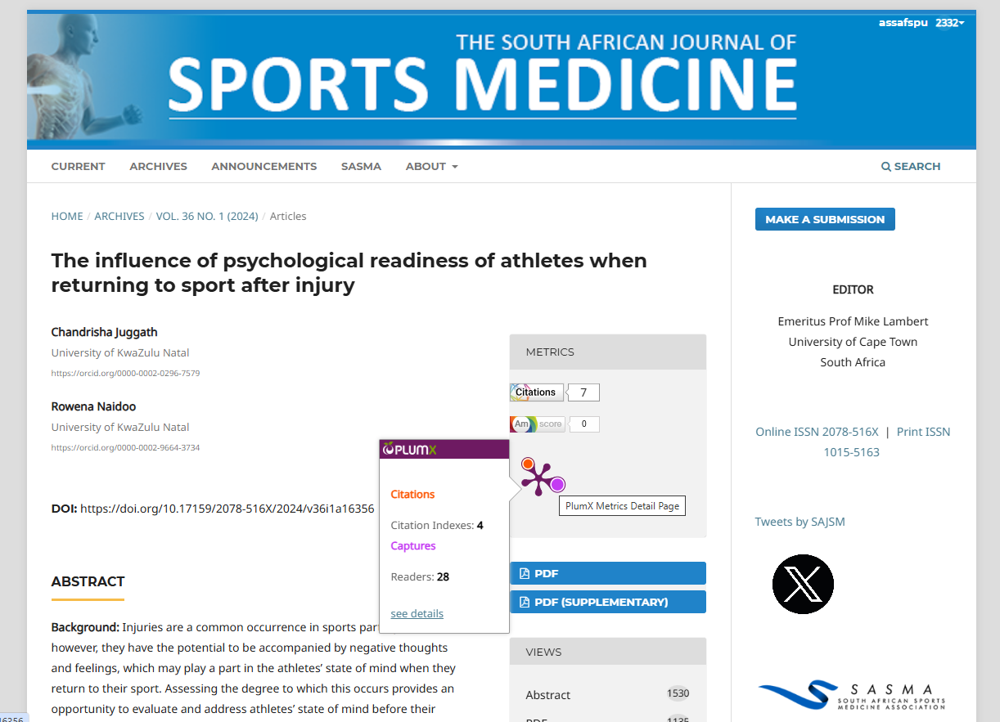 assafspu 2332
THE SOUTH AFRICAN JOURNAL OF
SPORTS MEDICINE
CURRENT ARCHIVES ANNOUNCEMENTS SASMA ABOUT SEARCH
HOME / ARCHIVES / VOL. 36 NO. 1 (2024) / Articles
The influence of psychological readiness of athletes when
returning to sport after injury
Chandrisha Juggath
University of KwaZulu Natal
https://orcid.org/0000-0002-0296-7579
Rowena Naidoo
University of KwaZulu Natal
https://orcid.org/0000-0002-9664-3734
DOI: https://doi.org/10.17159/2078-516X/2024/v36i1a16356
ABSTRACT
Background: Injuries are a common occurrence in sports
however, they have the potential to be accompanied by negative thoughts
and feelings, which may play a part in the athletes' state of mind when they
return to their sport. Assessing the degree to which this occurs provides an
opportunity to evaluate and address athletes' state of mind before their
METRICS
Citations 7
Am score 0
PLUMX
Citations
Citation Indexes: 4
Captures
Readers: 28
see details
PlumX Metrics Detail Page
PDF
PDF (SUPPLEMENTARY)
VIEWS
Abstract 1530
MAKE A SUBMISSION
EDITOR
Emeritus Prof Mike Lambert
University of Cape Town
South Africa
Online ISSN 2078-516X | Print ISSN
1015-5163
Tweets by SAJSM
X
SASMA
SOUTH AFRICAN SPORTS
MEDICINE ASSOCIATION